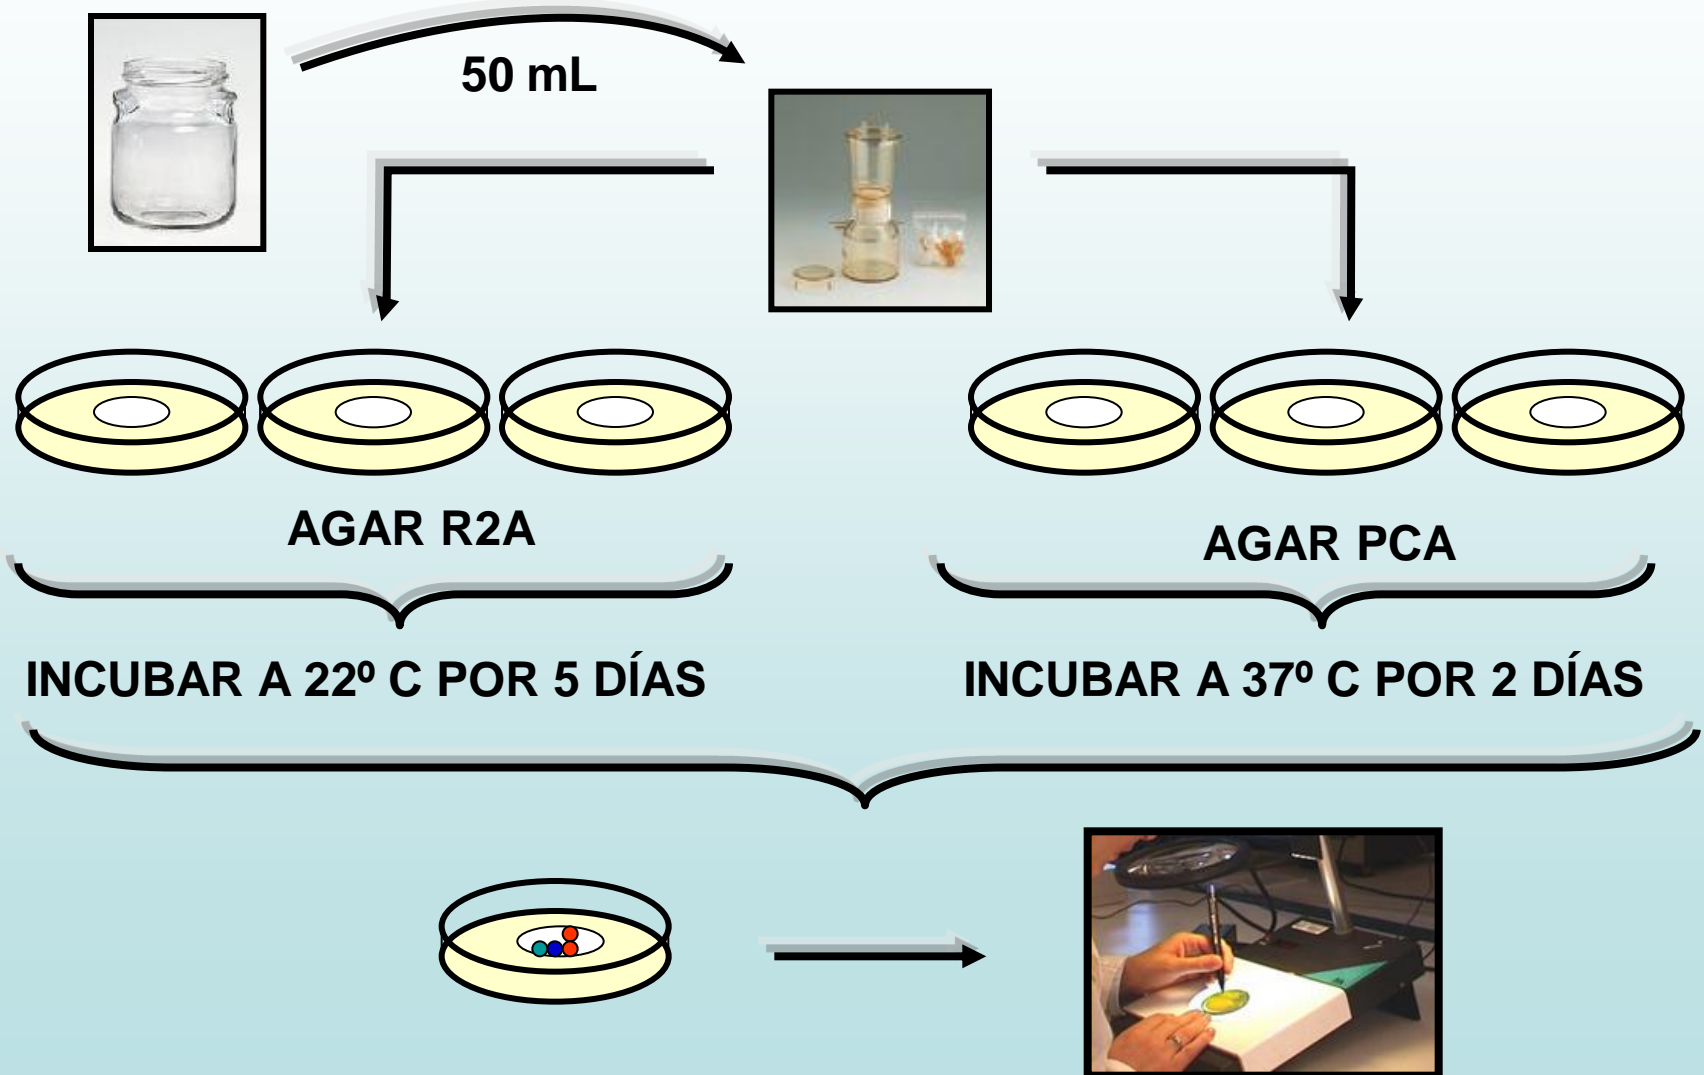 50 mL
AGAR R2A
AGAR PCA
INCUBAR A 22º C POR 5 DÍAS
INCUBAR A 37º C POR 2 DÍAS